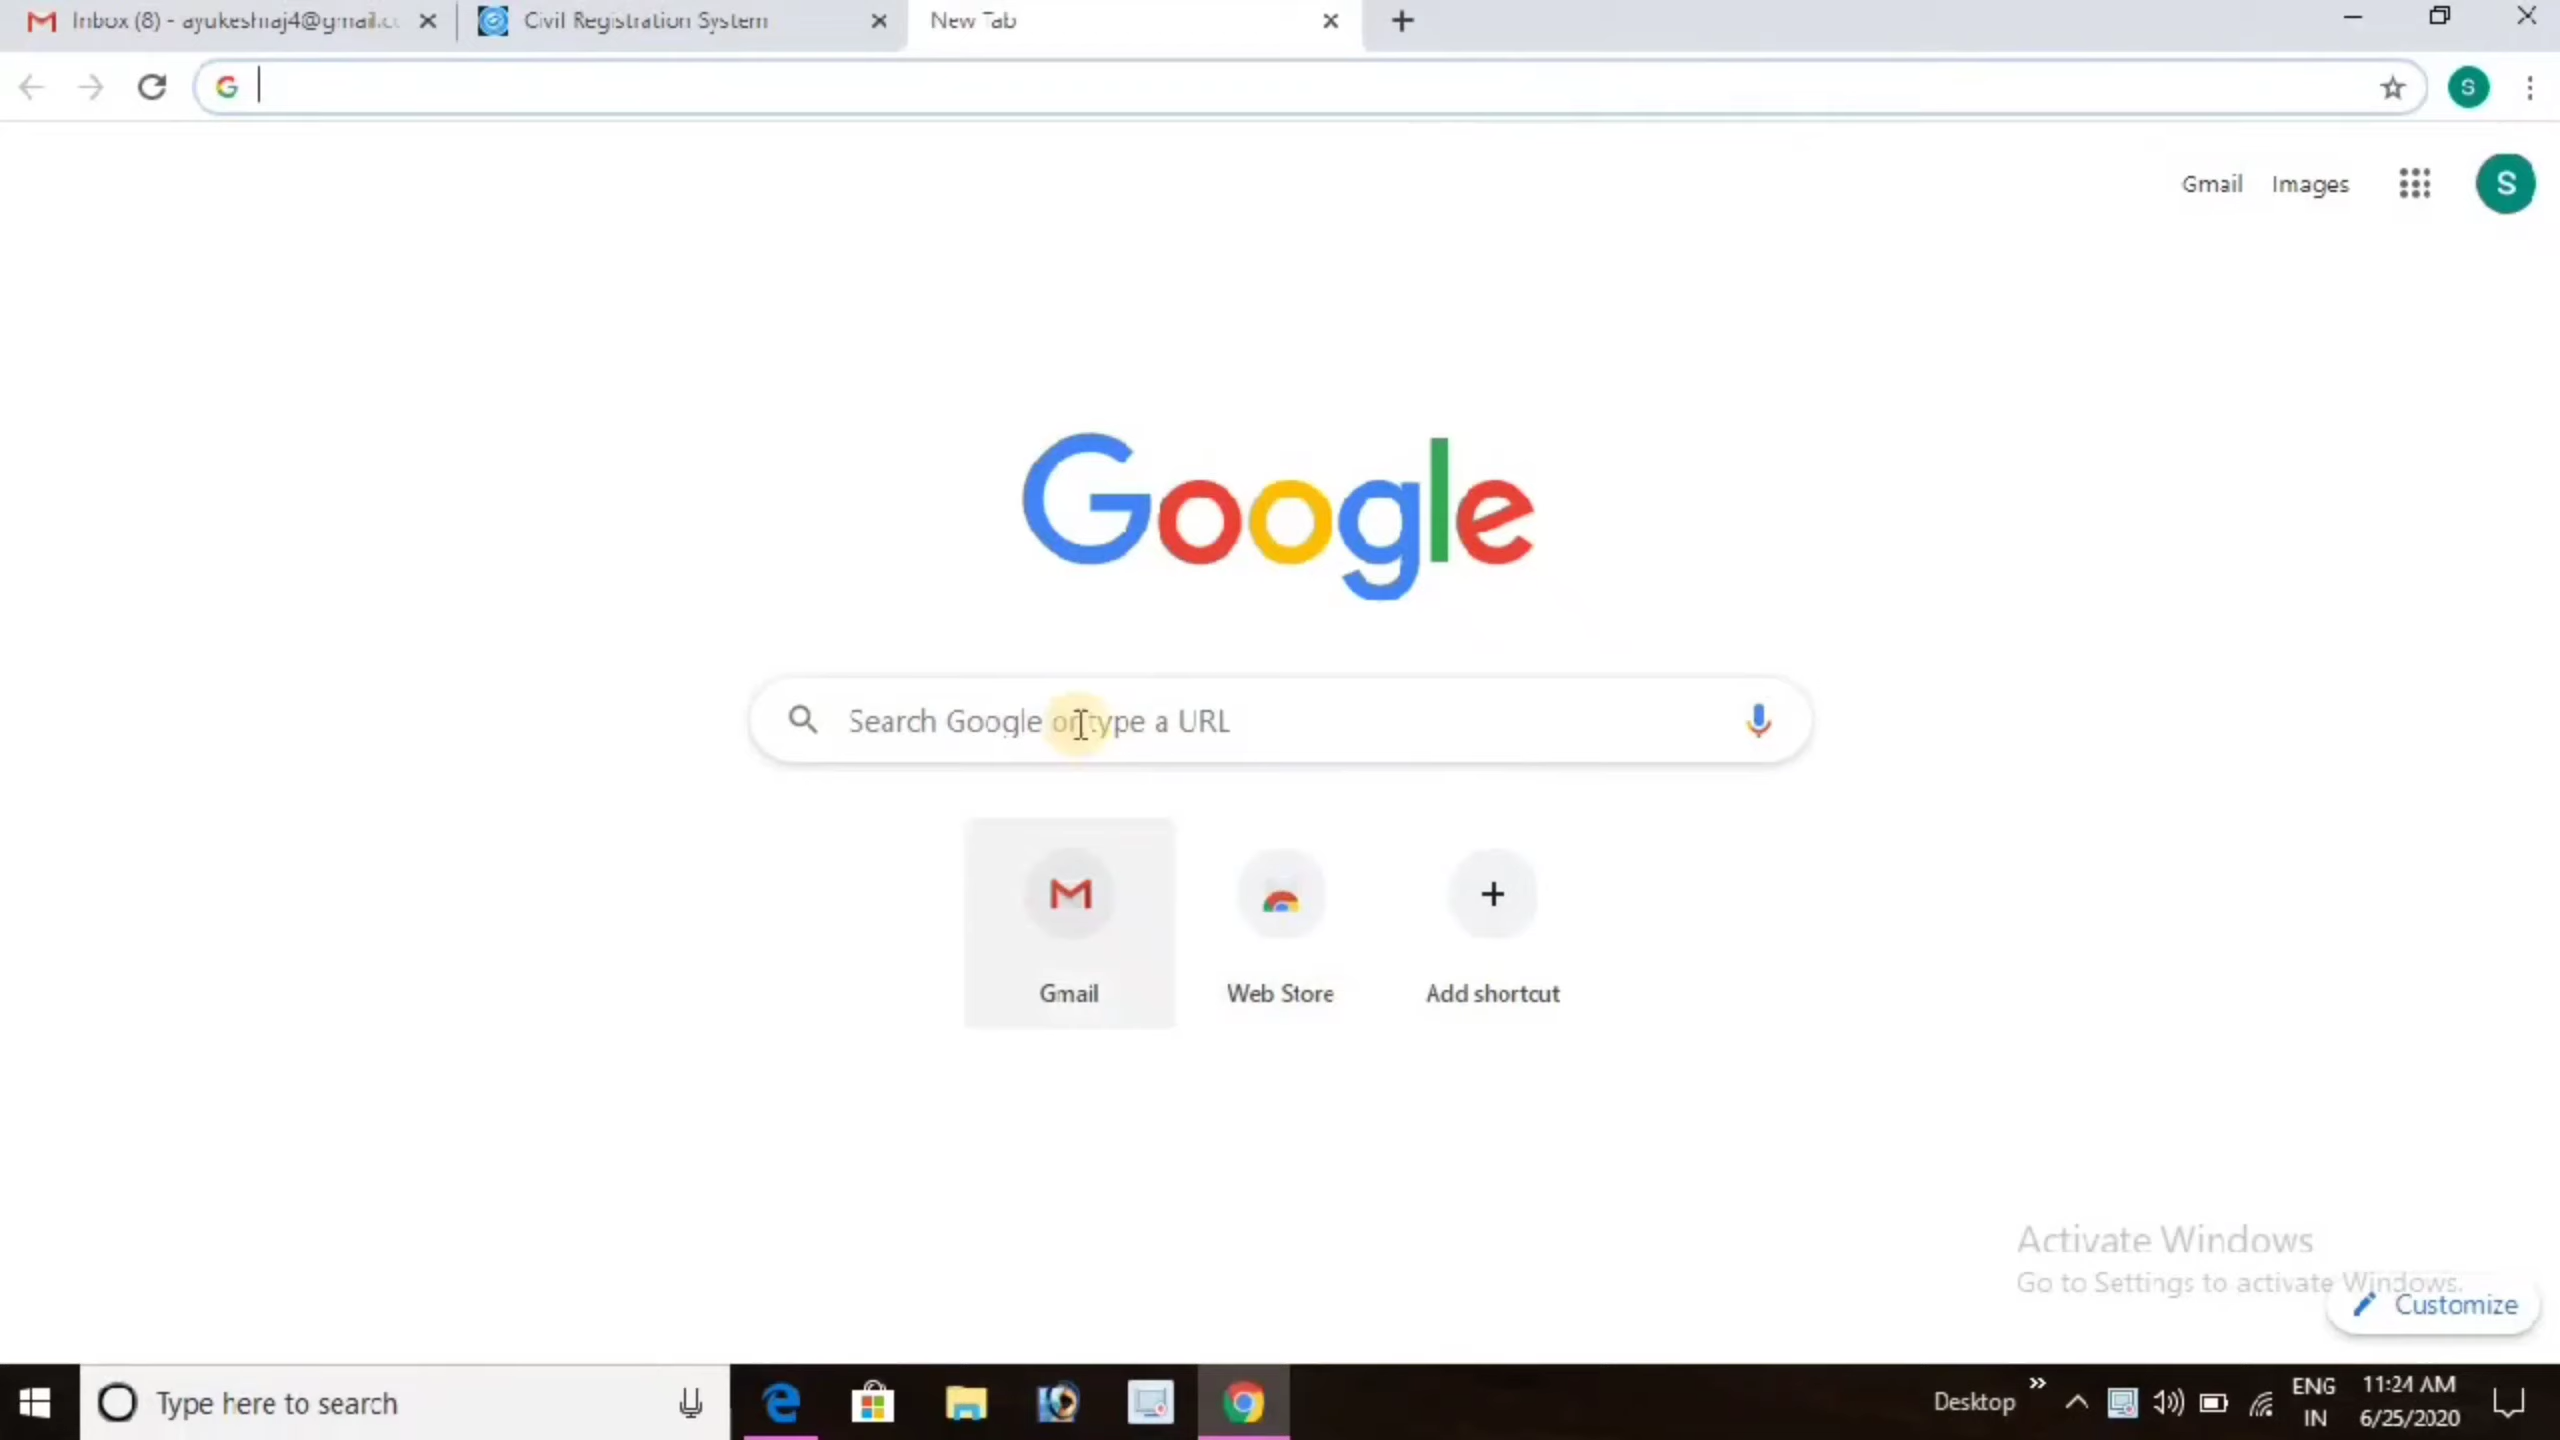 Inbox (8) - ayukeshraj4@gmail.c
Civil Registration System
New Tab
S
Gmail
Images
S
Google
Search Google or type a URL
Gmail
Web Store
Add shortcut
Activate Windows
Go to Settings to activate Windows.
Customize
Type here to search
Desktop
ENG
IN
11:24 AM
6/25/2020